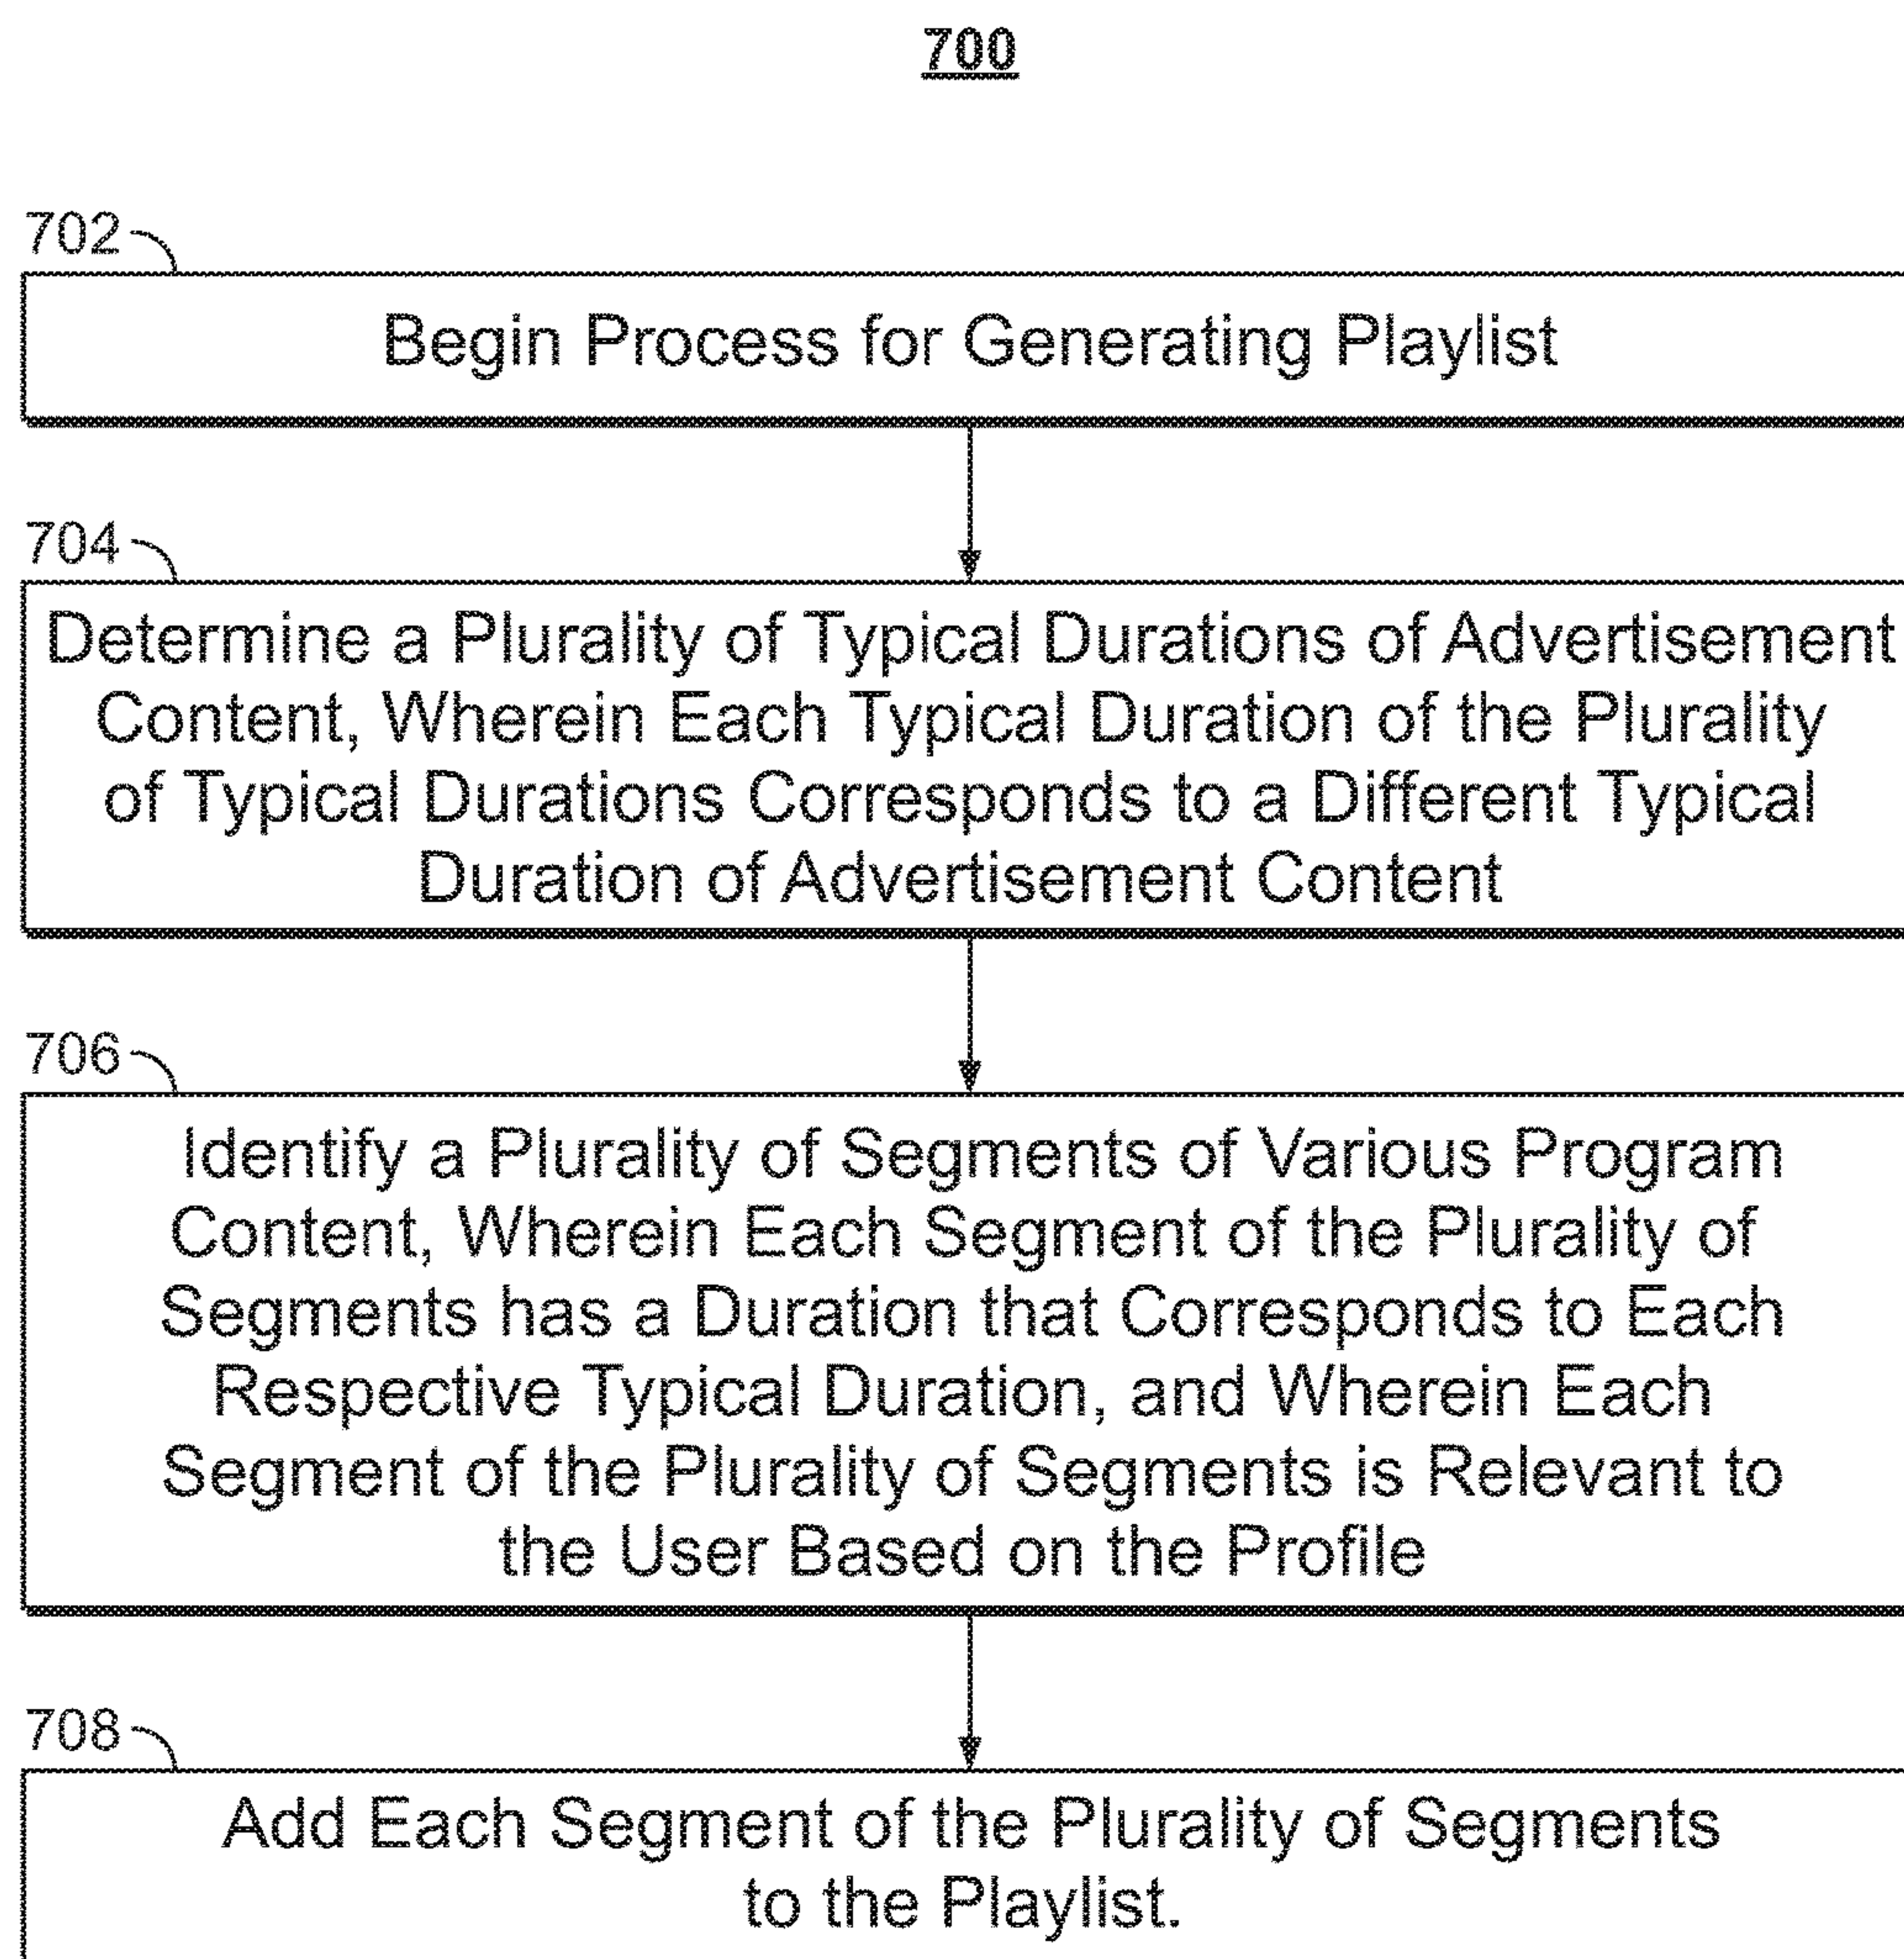 700
702
Begin Process for Generating Playlist
704
Determine a Plurality of Typical Durations of Advertisement
Content, Wherein Each Typical Duration of the Plurality
of Typical Durations Corresponds to a Different Typical
Duration of Advertisement Content
706
Identify a Plurality of Segments of Various Program
Content, Wherein Each Segment of the Plurality of
Segments has a Duration that Corresponds to Each
Respective Typical Duration, and Wherein Each
Segment of the Plurality of Segments is Relevant to
the User Based on the Profile
708
Add Each Segment of the Plurality of Segments
to the Playlist.